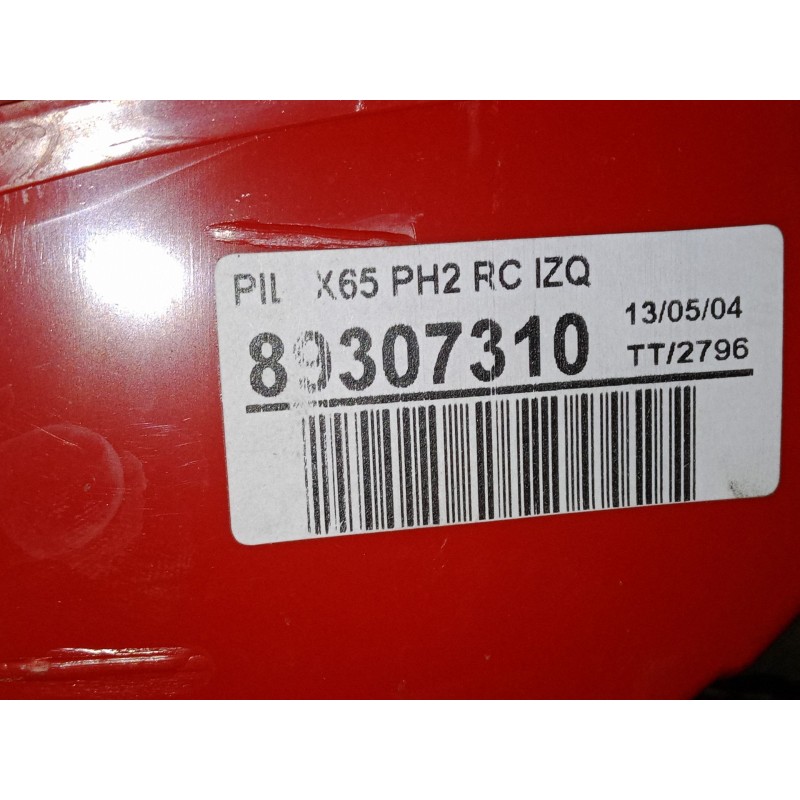 PIL X65 PH2 RC IZQ
89307310
13/05/04
TT/2796